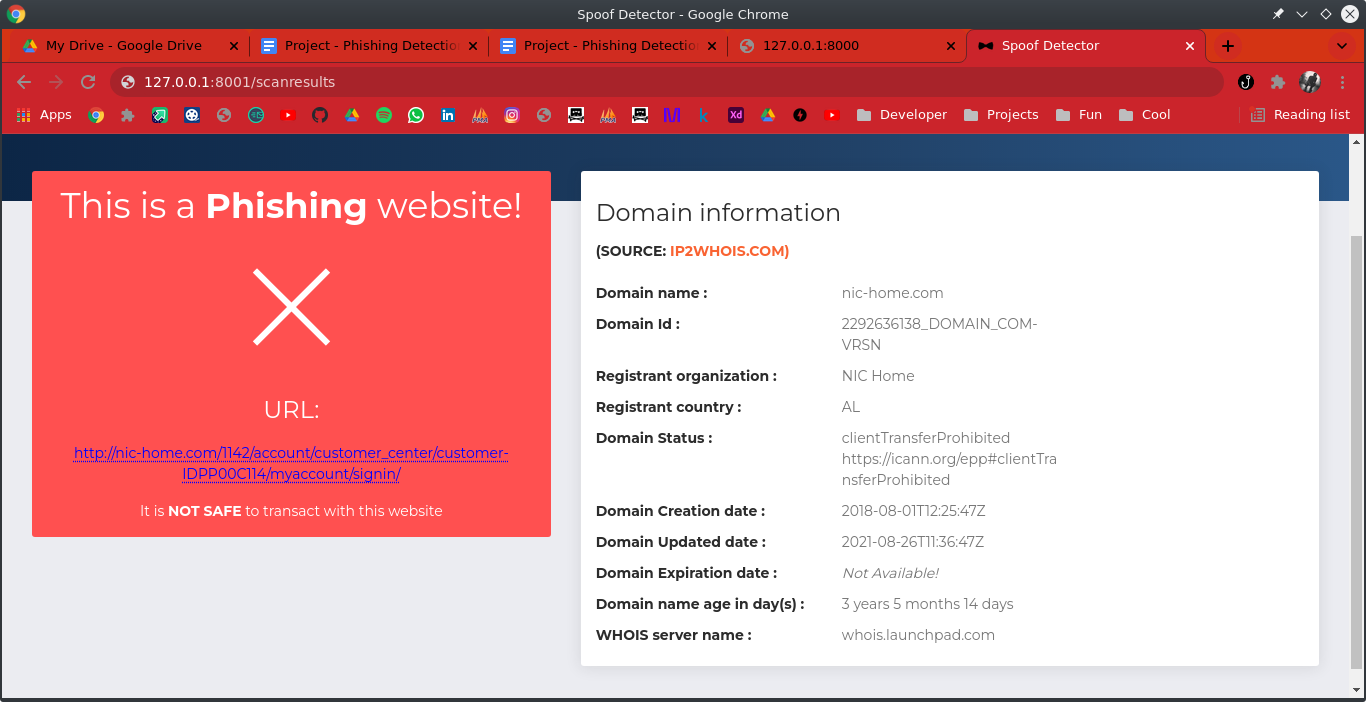 Spoof Detector - Google Chrome
My Drive - Google Drive
Project - Phishing Detectio
Project - Phishing Detectio
127.0.0.1:8000
Spoof Detector
127.0.0.1:8001/scanresults
Apps
Xd
Developer
Projects
Fun
Cool
Reading list
This is a Phishing website!
URL:
http://nic-home.com/1142/account/customer_center/customer-
IDPP00C114/myaccount/signin/
It is NOT SAFE to transact with this website
Domain information
(SOURCE: IP2WHOIS.COM)
Domain name : nic-home.com
Domain Id : 2292636138_DOMAIN_COM-
VRSN
Registrant organization : NIC Home
Registrant country : AL
Domain Status : clientTransferProhibited
https://icann.org/epp#clientTra
nsferProhibited
Domain Creation date : 2018-08-01T12:25:47Z
Domain Updated date : 2021-08-26T11:36:47Z
Domain Expiration date : Not Available!
Domain name age in day(s) : 3 years 5 months 14 days
WHOIS server name : whois.launchpad.com